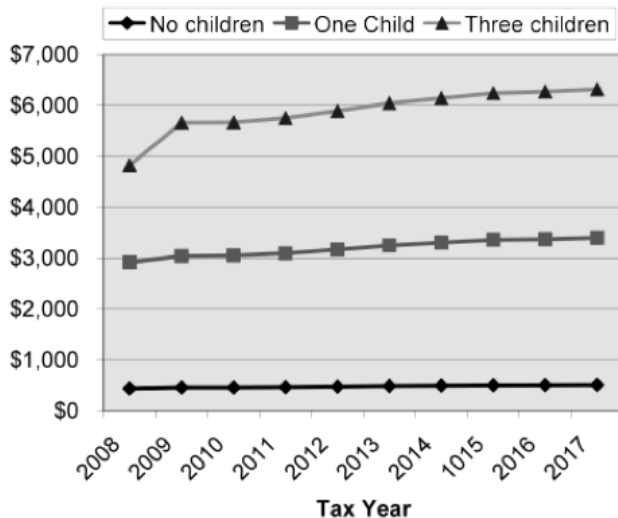 No children One Child Three children
$7,000
$6,000
$5,000
$4,000
$3,000
$2,000
$1,000
$0
2008 2009 2010 2011 2012 2013 2014 1015 2016 2017
Tax Year